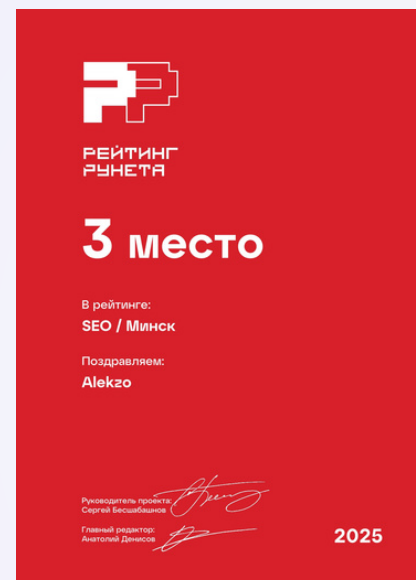 РЕЙТИНГ
РУНЕТА
3 место
В рейтинге:
SEO / Минск
Поздравляем:
Alekzo
Руководитель проекта:
Сергей Бесшабашнов
Главный редактор:
Анатолий Денисов
2025